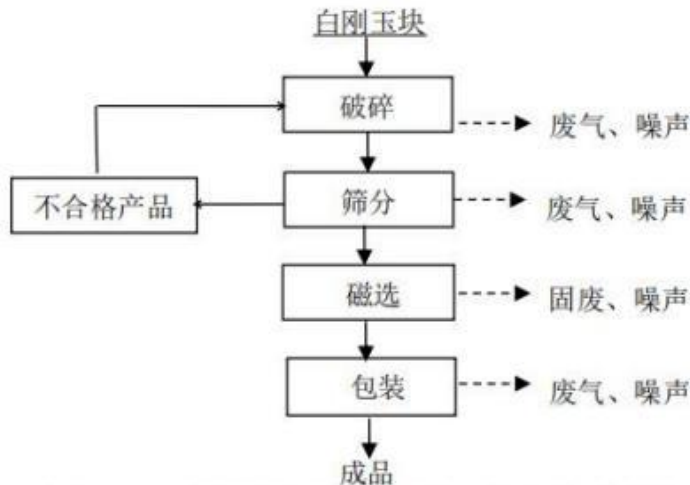 白刚玉块
破碎
废气、噪声
不合格产品
筛分
废气、噪声
磁选
固废、噪声
包装
废气、噪声
成品